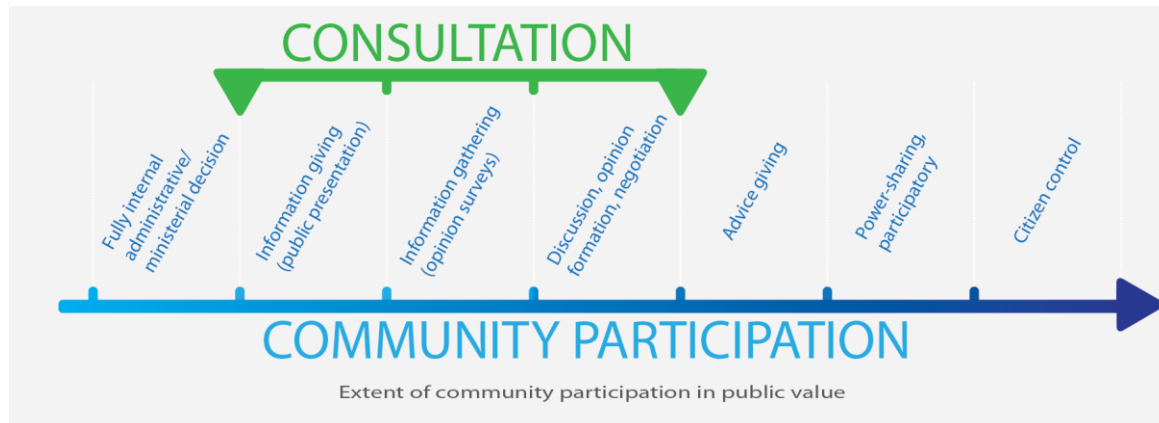 CONSULTATION
Fully internal
administrative/
ministerial decision
Information giving
(public presentation)
Information gathering
(opinion surveys)
Discussion, opinion
formation, negotiation
Advice giving
Power-sharing,
participatory
Citizen control
COMMUNITY PARTICIPATION
Extent of community participation in public value